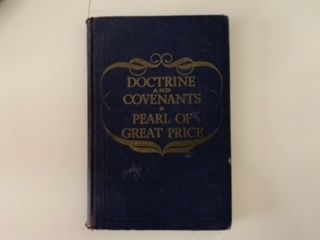 DOCTRINE
AND
COVENANTS
PEARL OF
GREAT PRICE